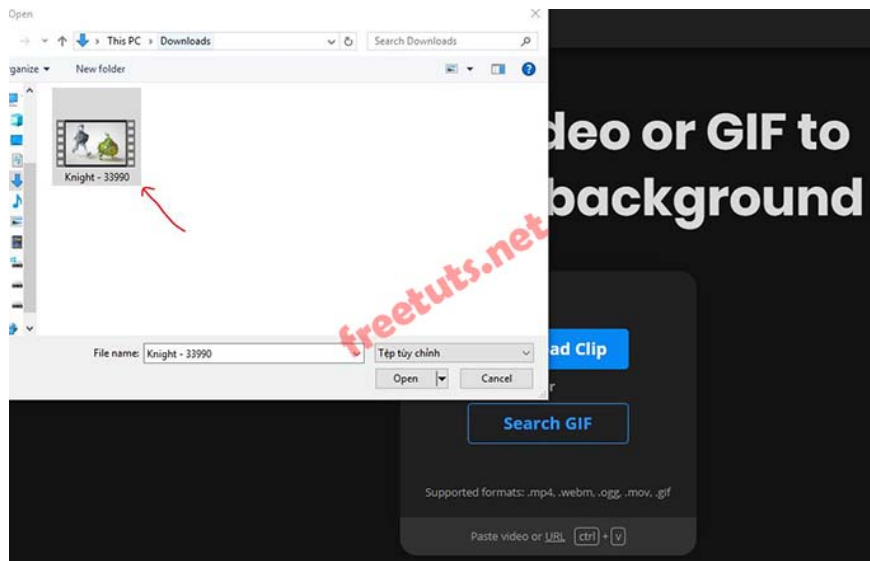 Open
This PC › Downloads
Search Downloads
rganize
New folder
Knight - 33990
File name:
Knight - 33990
Tệp tùy chỉnh
Open
Cancel
deo or GIF to
background
freetuts.net
ad Clip
r
Search GIF
Supported formats: .mp4, .webm, .ogg, .mov, .gif
Paste video or URL ctrl + v